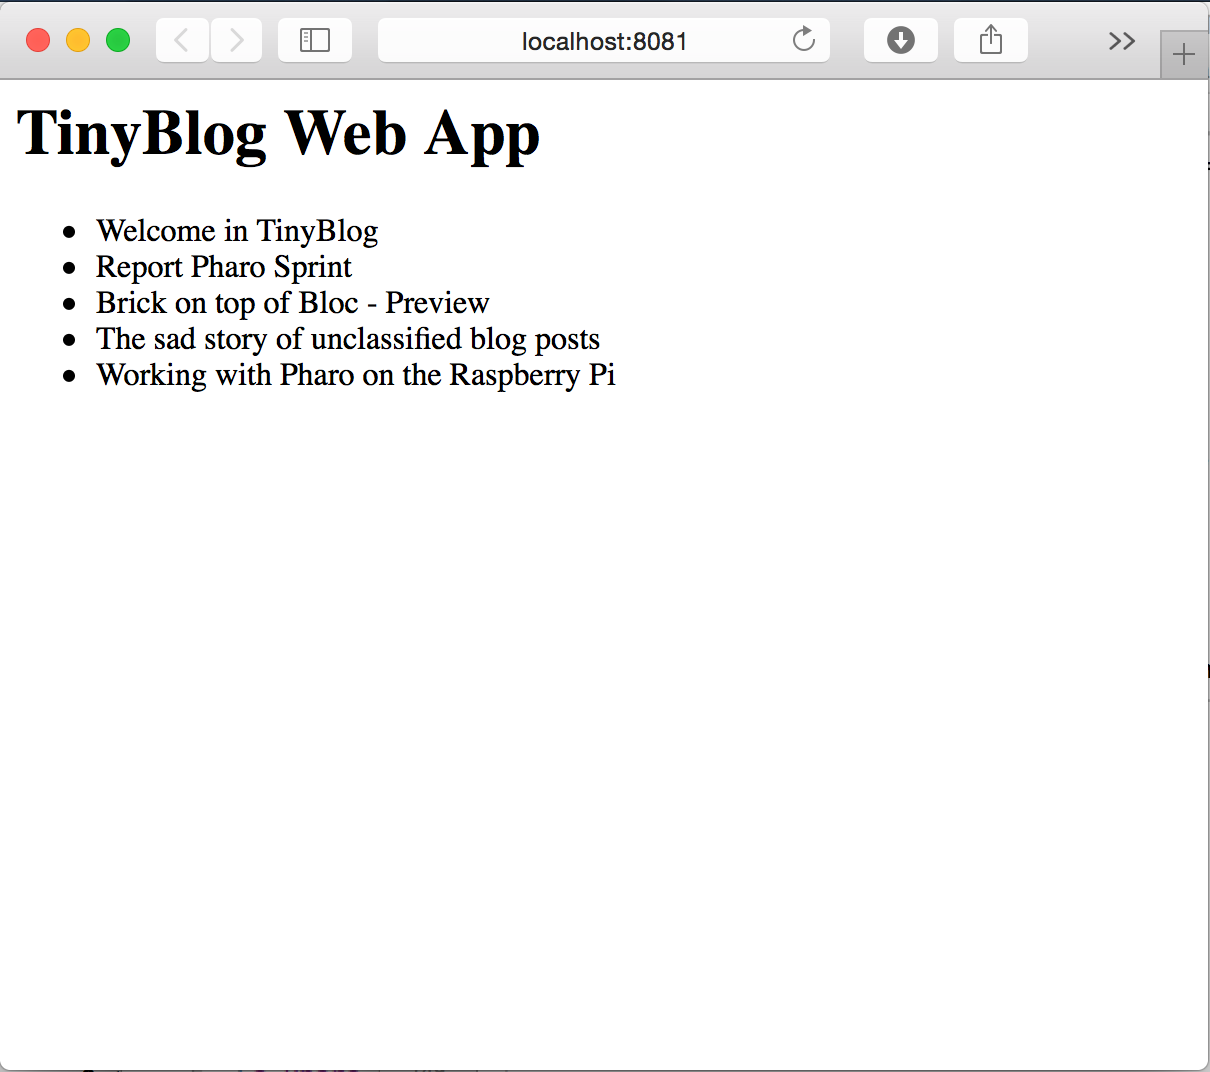 localhost:8081
TinyBlog Web App
Welcome in TinyBlog
Report Pharo Sprint
Brick on top of Bloc - Preview
The sad story of unclassified blog posts
Working with Pharo on the Raspberry Pi